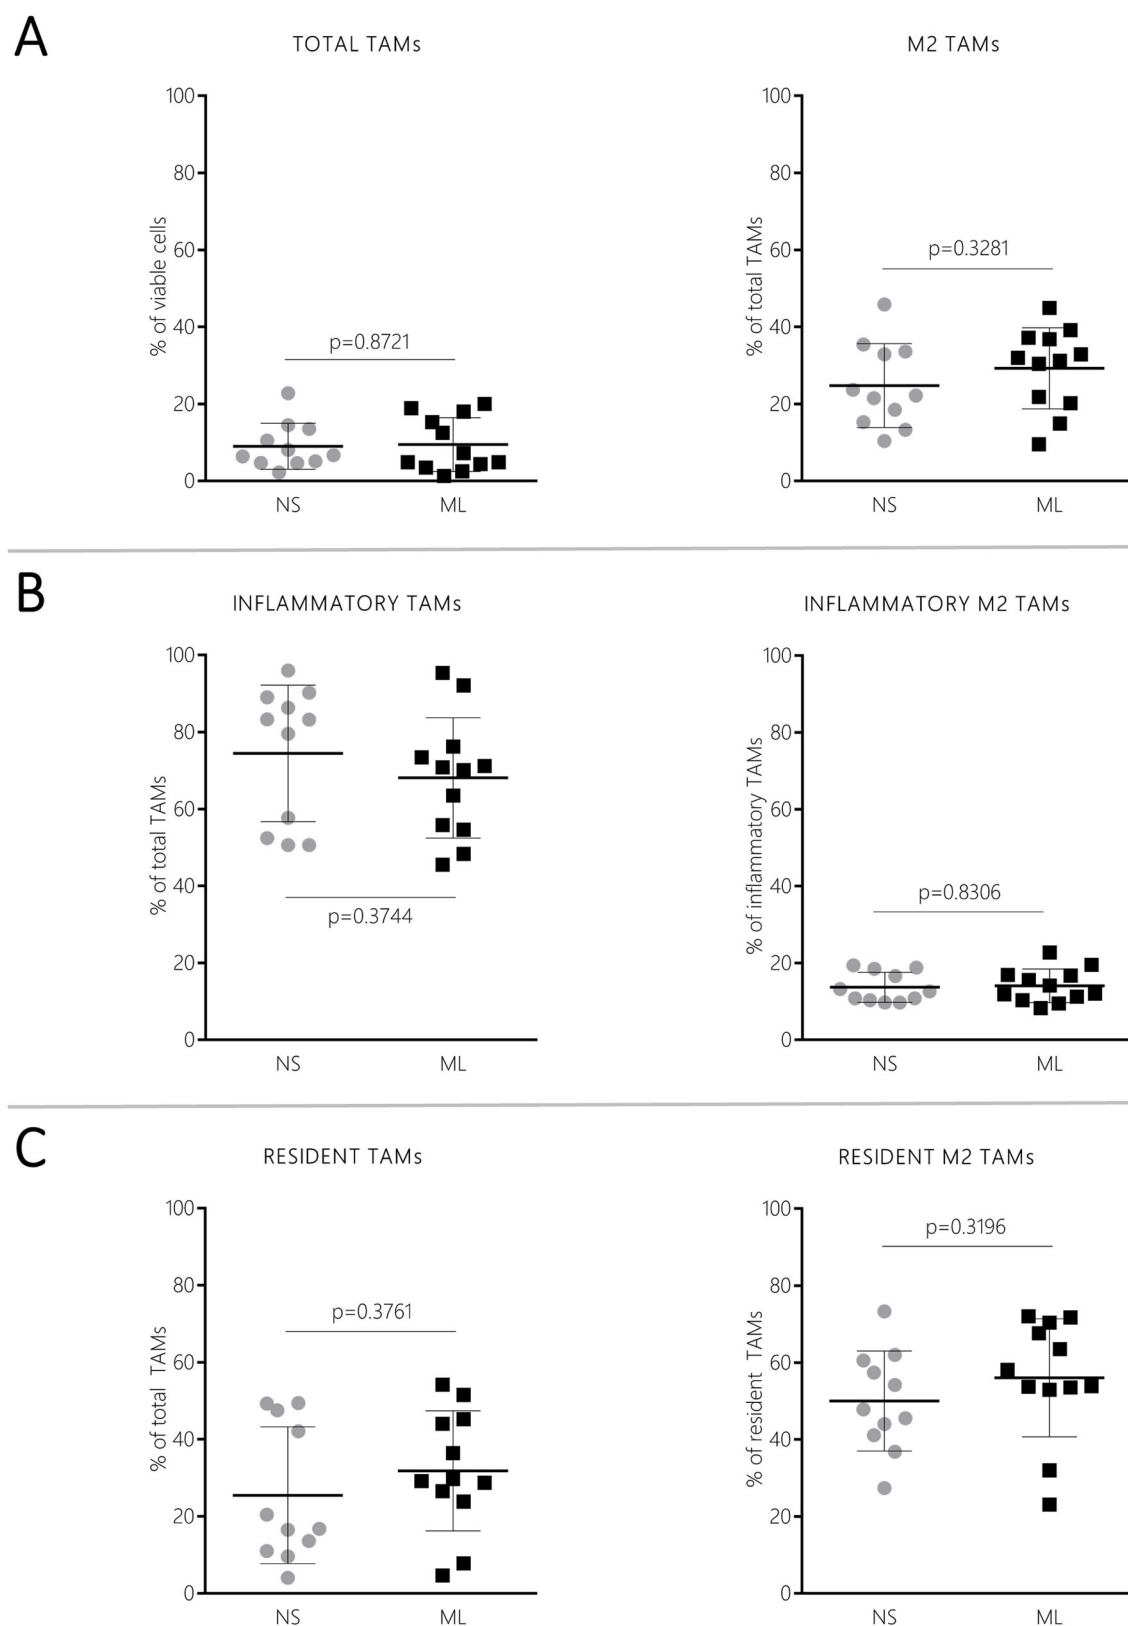 A
TOTAL TAMs
% of viable cells
100
80
60
40
20
0
p=0.8721
NS ML
M2 TAMs
% of total TAMs
100
80
60
40
20
0
p=0.3281
NS ML
B
INFLAMMATORY TAMs
% of total TAMs
100
80
60
40
20
0
p=0.3744
NS ML
INFLAMMATORY M2 TAMs
% of inflammatory TAMs
100
80
60
40
20
0
p=0.8306
NS ML
C
RESIDENT TAMs
% of total TAMs
100
80
60
40
20
0
p=0.3761
NS ML
RESIDENT M2 TAMs
% of resident TAMs
100
80
60
40
20
0
p=0.3196
NS ML